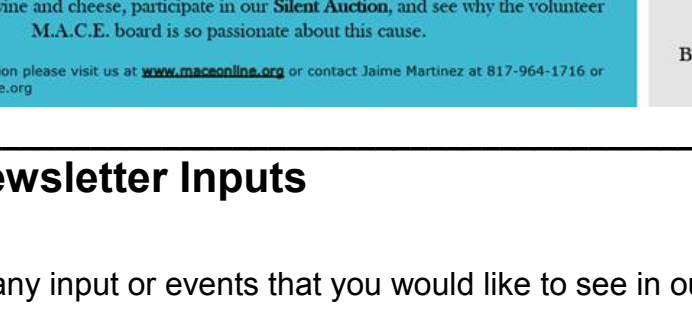 ine and cheese, participate in our Silent Auction, and see why the volunteer
M.A.C.E. board is so passionate about this cause.
ion please visit us at www.maceonline.org or contact Jaime Martinez at 817-964-1716 or
e.org
B
ewsletter Inputs
any input or events that you would like to see in ou